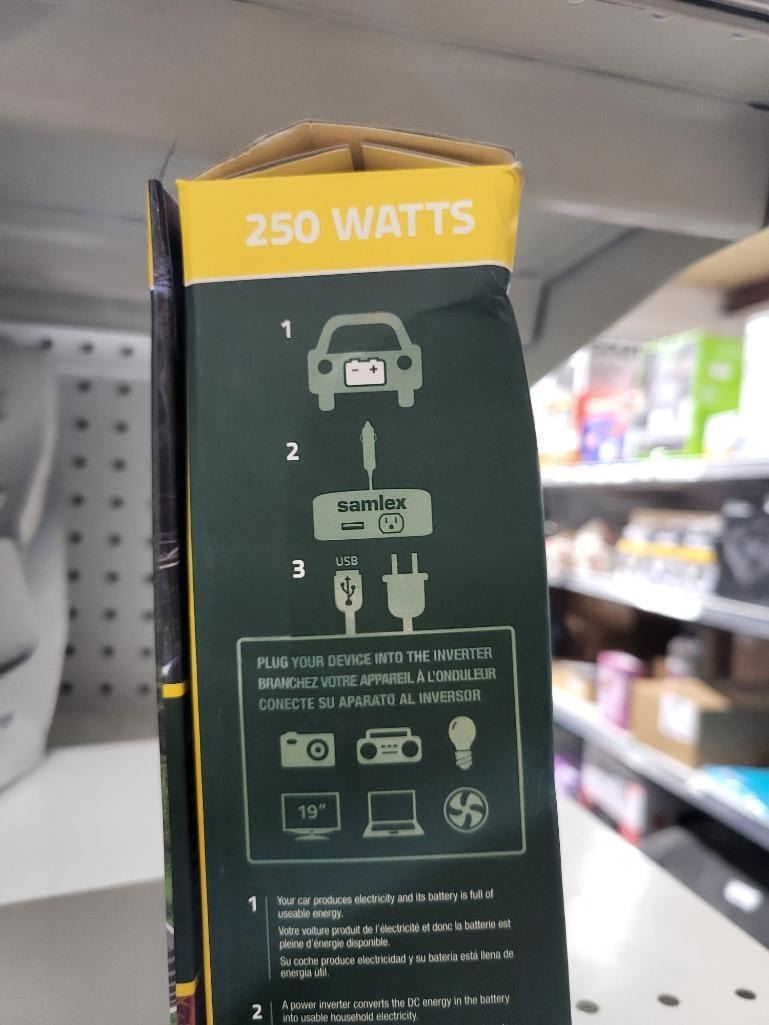 250 WATTS
1
- +
2
samlex
3
USB
PLUG YOUR DEVICE INTO THE INVERTER
BRANCHEZ VOTRE APPAREIL À L'ONDULEUR
CONECTE SU APARATO AL INVERSOR
19"
1
Your car produces electricity and its battery is full of
useable energy.
Votre voiture produit de l'électricité et donc la batterie est
pleine d'énergie disponible.
Su coche produce electricidad y su batería está llena de
energia útil.
2
A power inverter converts the DC energy in the battery
into usable household electricity.